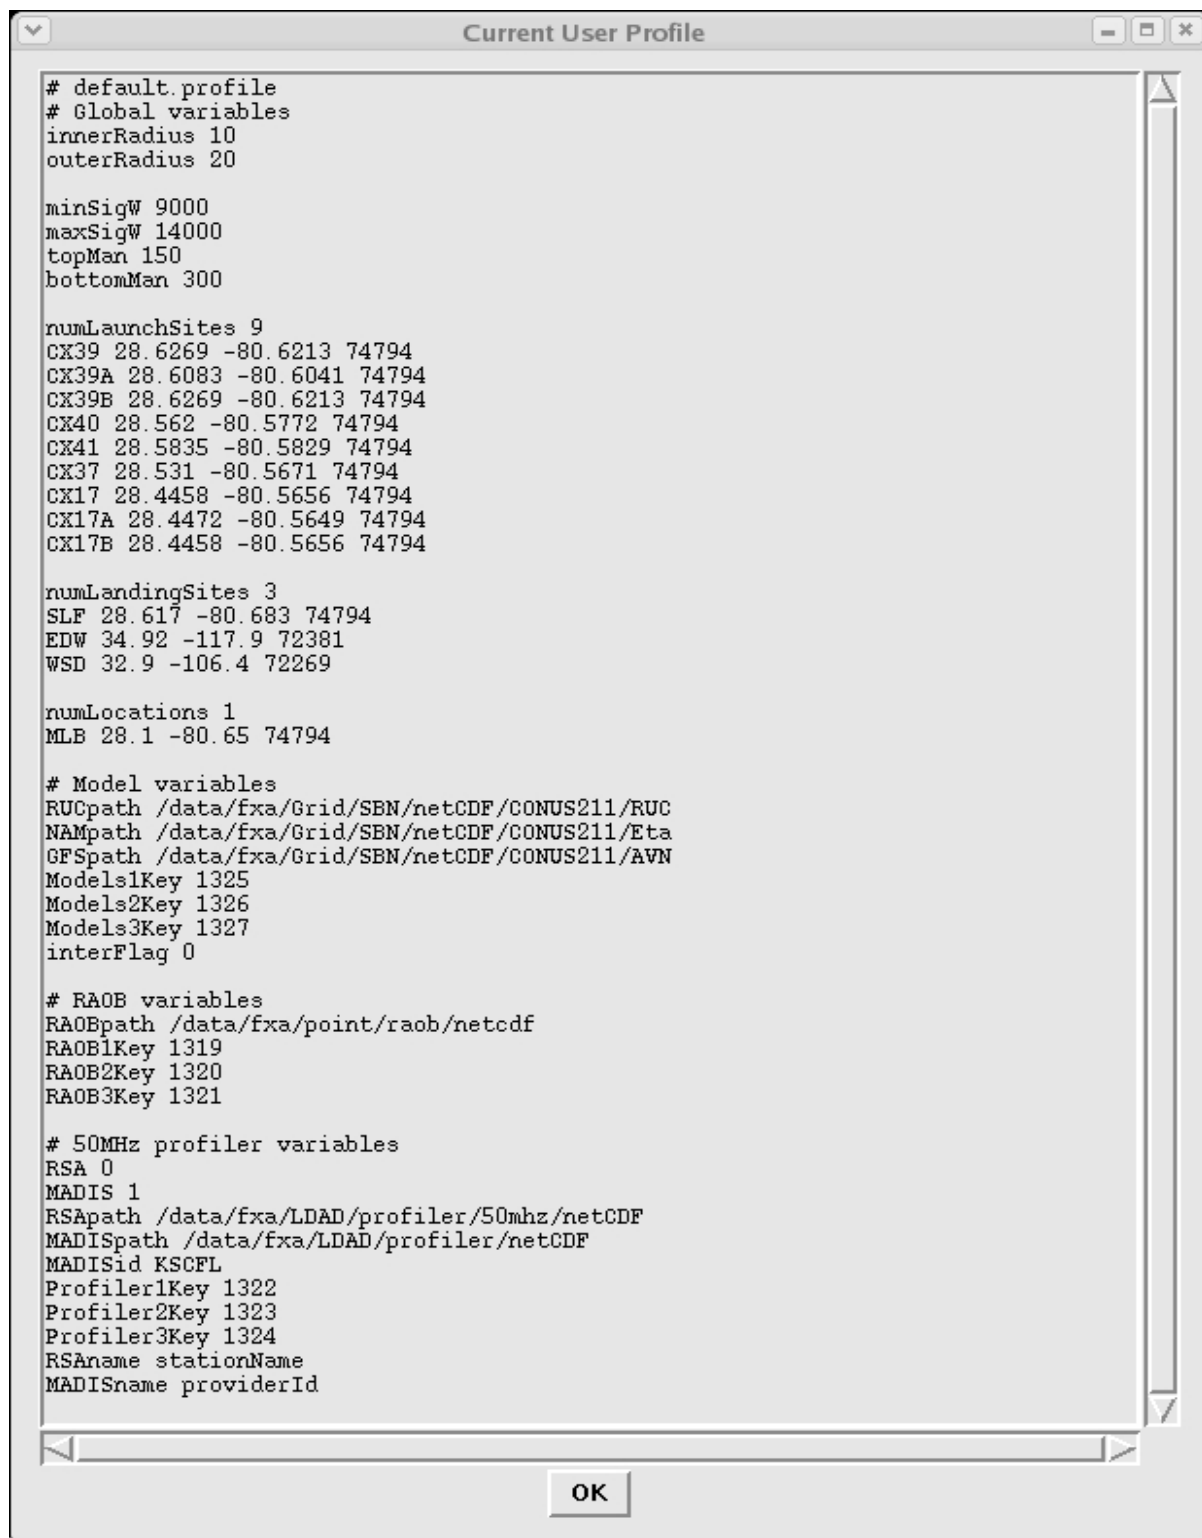 Current User Profile
# default.profile
# Global variables
innerRadius 10
outerRadius 20
minSigW 9000
maxSigW 14000
topMan 150
bottomMan 300
numLaunchSites 9
CX39 28.6269 -80.6213 74794
CX39A 28.6083 -80.6041 74794
CX39B 28.6269 -80.6213 74794
CX40 28.562 -80.5772 74794
CX41 28.5835 -80.5829 74794
CX37 28.531 -80.5671 74794
CX17 28.4458 -80.5656 74794
CX17A 28.4472 -80.5649 74794
CX17B 28.4458 -80.5656 74794
numLandingSites 3
SLF 28.617 -80.683 74794
EDW 34.92 -117.9 72381
WSD 32.9 -106.4 72269
numLocations 1
MLB 28.1 -80.65 74794
# Model variables
RUCpath /data/fxa/Grid/SBN/netCDF/CONUS211/RUC
NAMpath /data/fxa/Grid/SBN/netCDF/CONUS211/Eta
GFSpath /data/fxa/Grid/SBN/netCDF/CONUS211/AVN
Models1Key 1325
Models2Key 1326
Models3Key 1327
interFlag 0
# RAOB variables
RAOBpath /data/fxa/point/raob/netcdf
RAOB1Key 1319
RAOB2Key 1320
RAOB3Key 1321
# 50MHz profiler variables
RSA 0
MADIS 1
RSApath /data/fxa/LDAD/profiler/50mhz/netCDF
MADISpath /data/fxa/LDAD/profiler/netCDF
MADISid KSCFL
Profiler1Key 1322
Profiler2Key 1323
Profiler3Key 1324
RSAname stationName
MADISname providerId
OK